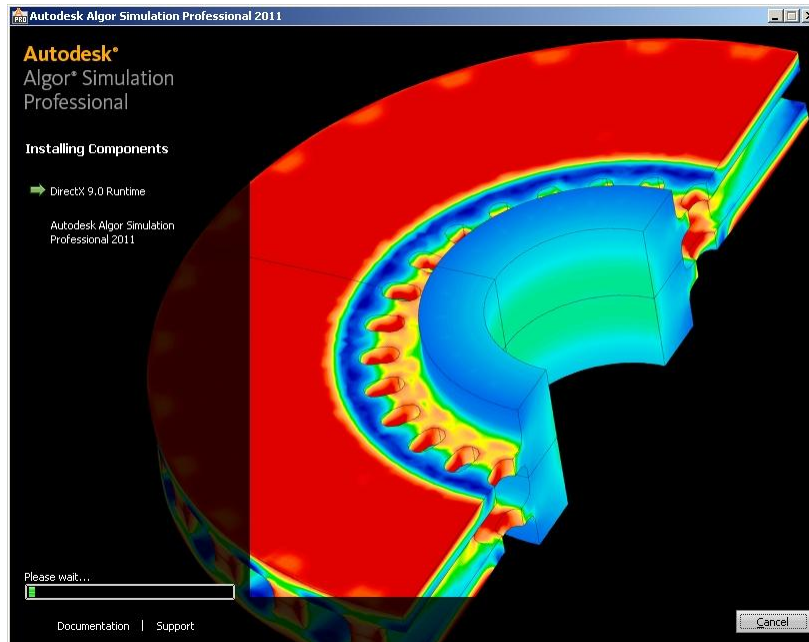 Autodesk Algor Simulation Professional 2011
Autodesk®
Algor® Simulation
Professional
Installing Components
DirectX 9.0 Runtime
Autodesk Algor Simulation
Professional 2011
Please wait...
Documentation | Support
Cancel